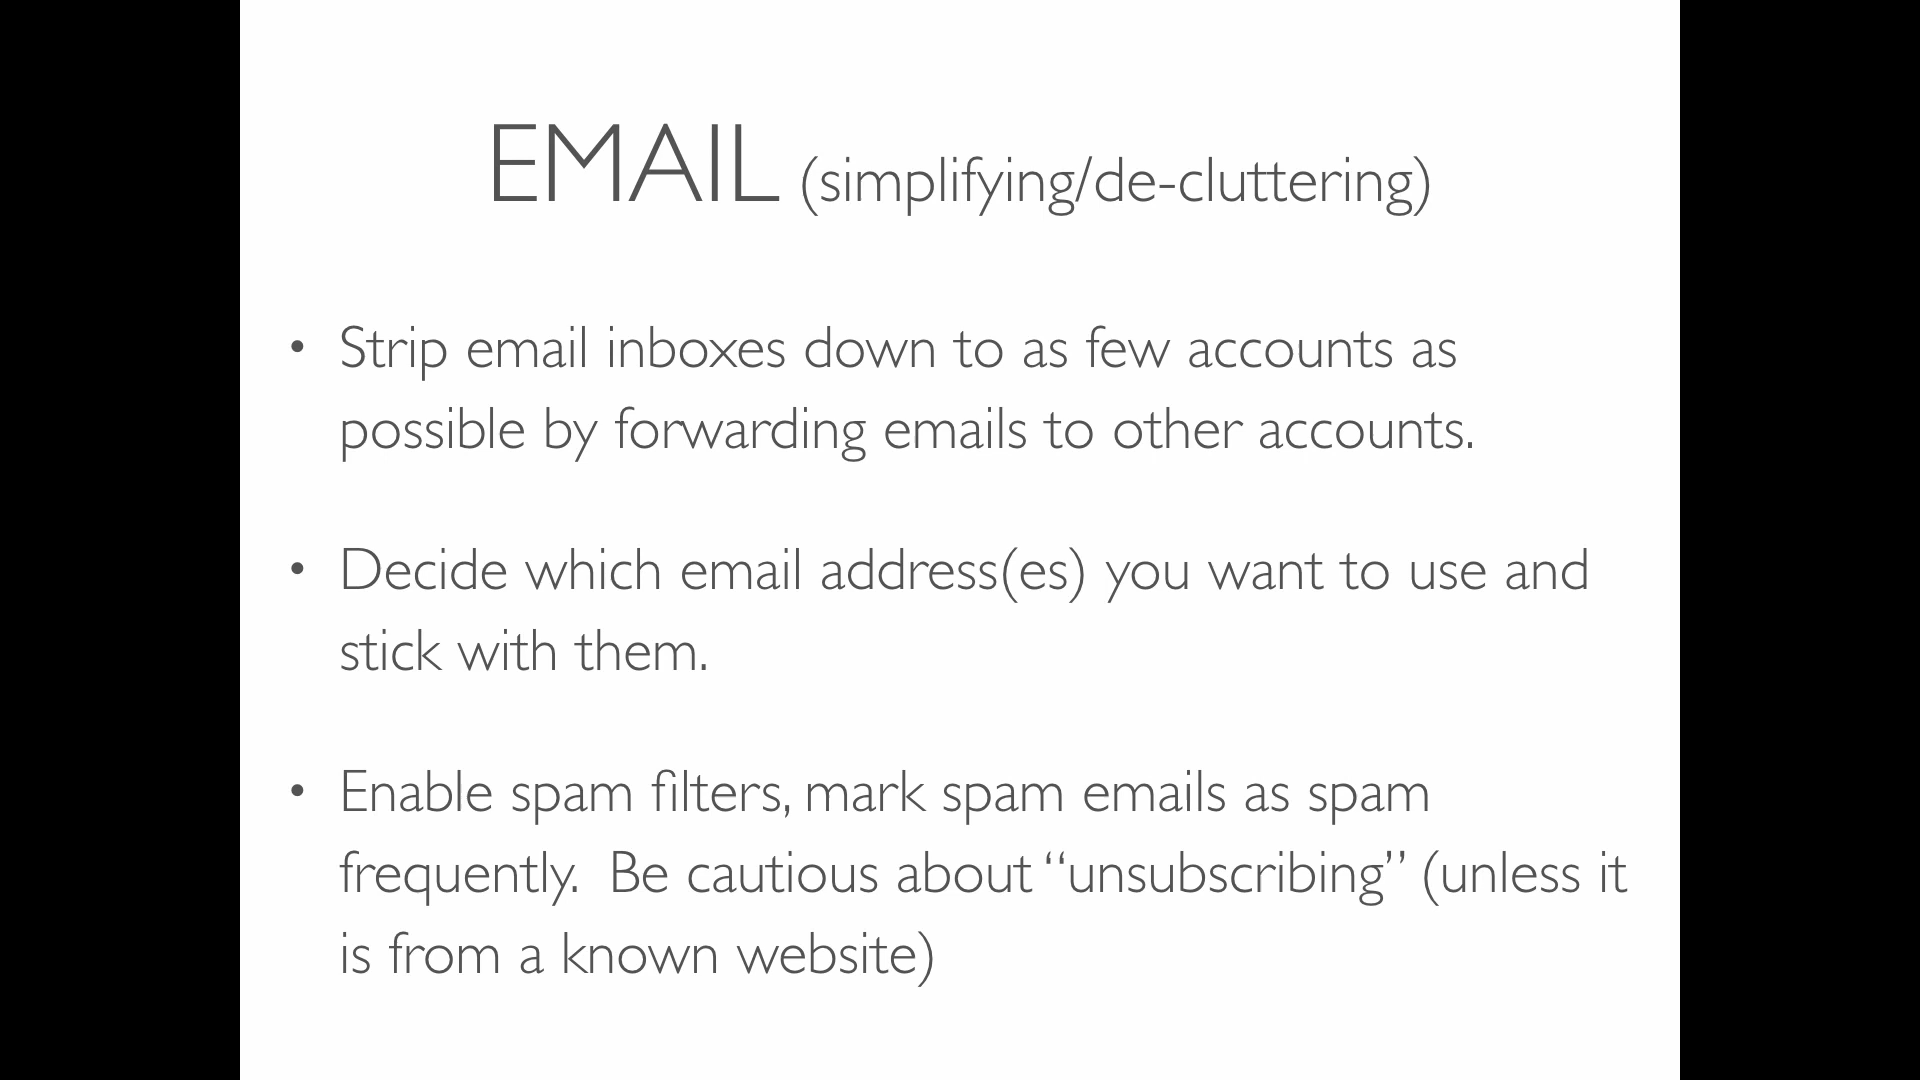 EMAIL (simplifying/de-cluttering)
• Strip email inboxes down to as few accounts as
possible by forwarding emails to other accounts.
• Decide which email address(es) you want to use and
stick with them.
• Enable spam filters, mark spam emails as spam
frequently.  Be cautious about “unsubscribing” (unless it
is from a known website)